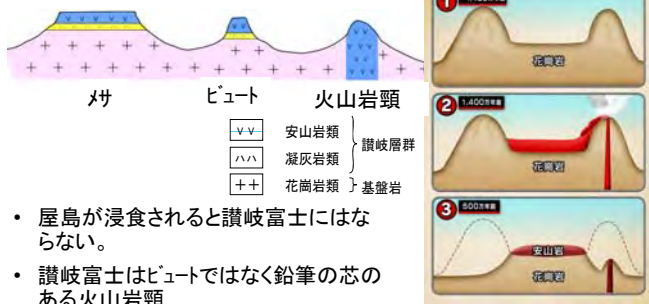 メサ
ビュート
火山岩頸
安山岩類
凝灰岩類
讃岐層群
花崗岩類
基盤岩
• 屋島が浸食されると讃岐富士にはな
らない。
• 讃岐富士はビュートではなく鉛筆の芯の
ある火山岩頸
1
花崗岩
2
1,400万年前
花崗岩
3
500万年前
安山岩
花崗岩